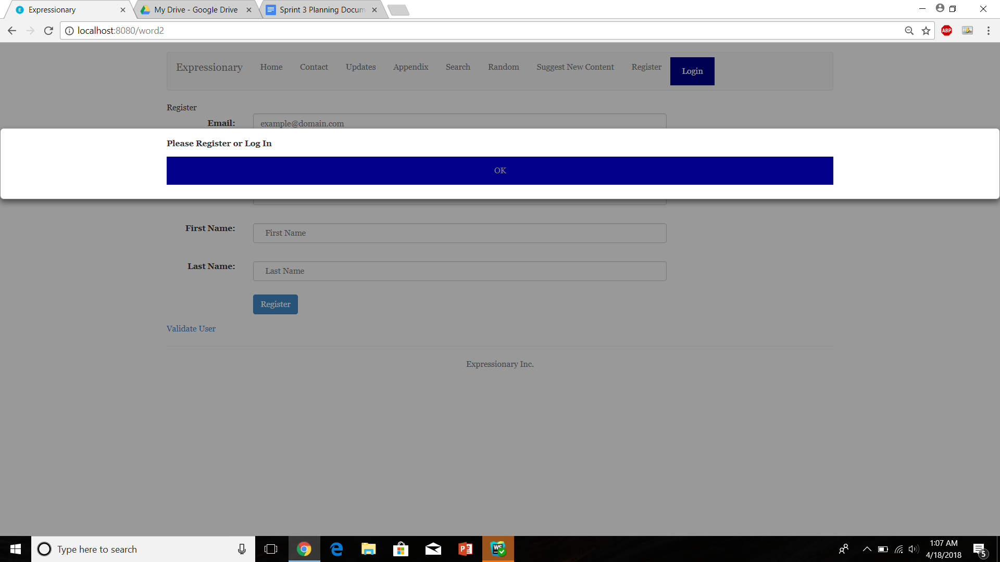 Expressionary
My Drive - Google Drive
Sprint 3 Planning Docum
localhost:8080/word2
ABP
Expressionary Home Contact Updates Appendix Search Random Suggest New Content Register Login
Register
Email: example@domain.com
Please Register or Log In
OK
First Name: First Name
Last Name: Last Name
Register
Validate User
Expressionary Inc.
Type here to search
WS
1:07 AM
4/18/2018
5